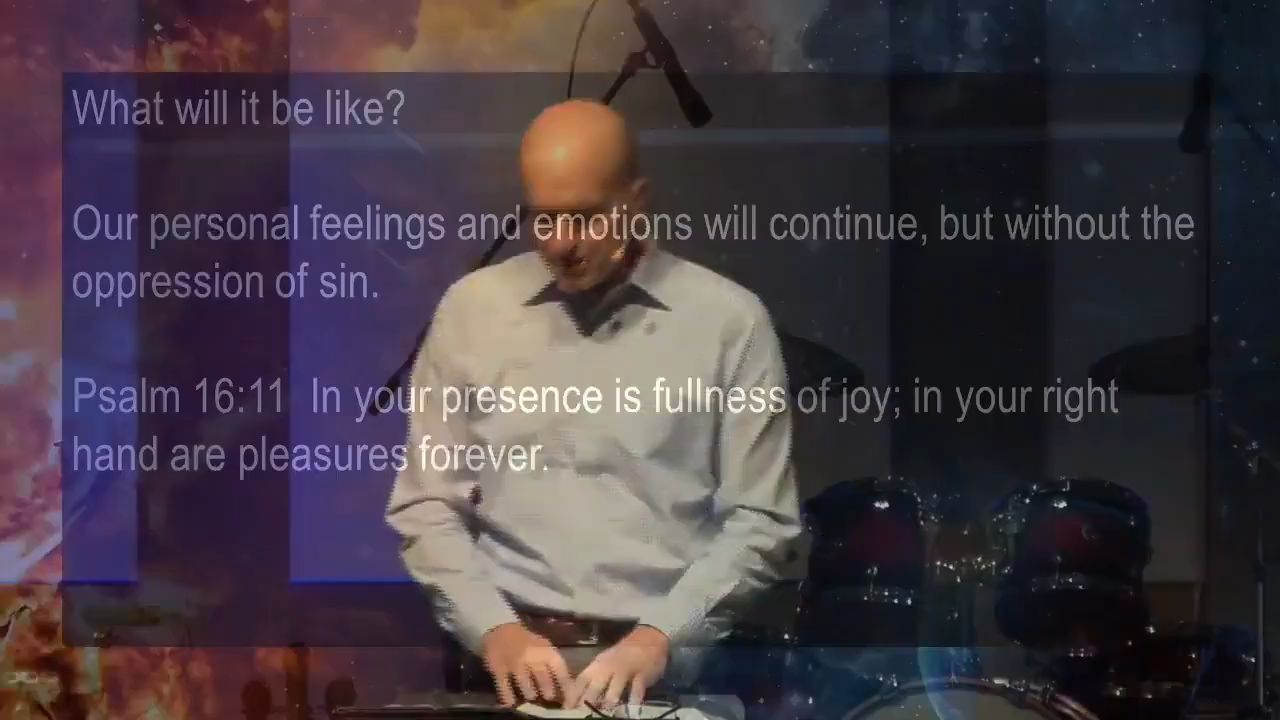 What will it be like?
Our personal feelings and emotions will continue, but without the
oppression of sin.
Psalm 16:11  In your presence is fullness of joy; in your right
hand are pleasures forever.